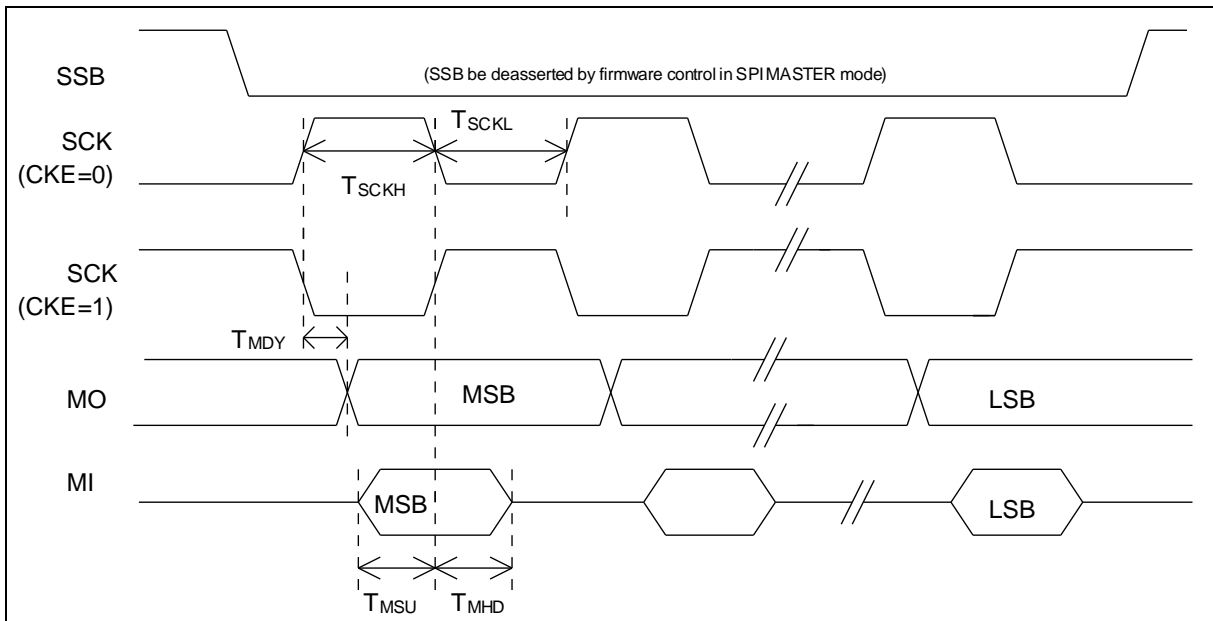 SSB
(SSB be deasserted by firmware control in SPIMASTER mode)
SCK
(CKE=0)
TSCKL
TSCKH
SCK
(CKE=1)
TMDY
MO
MSB
LSB
MI
MSB
LSB
TMSU
TMHD